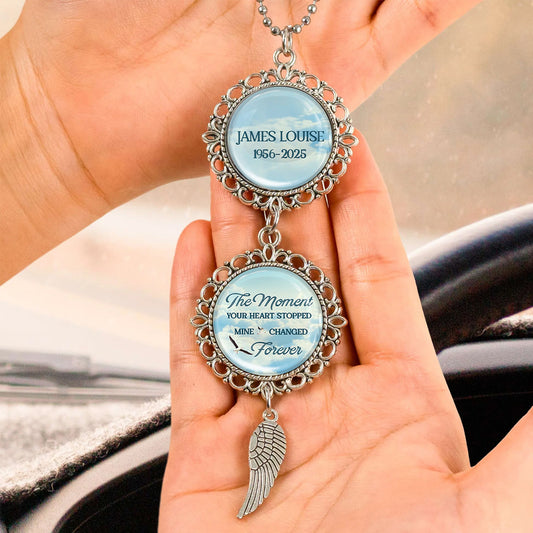 JAMES LOUISE
1956-2025
The Moment
YOUR HEART STOPPED
MINE CHANGED
Forever